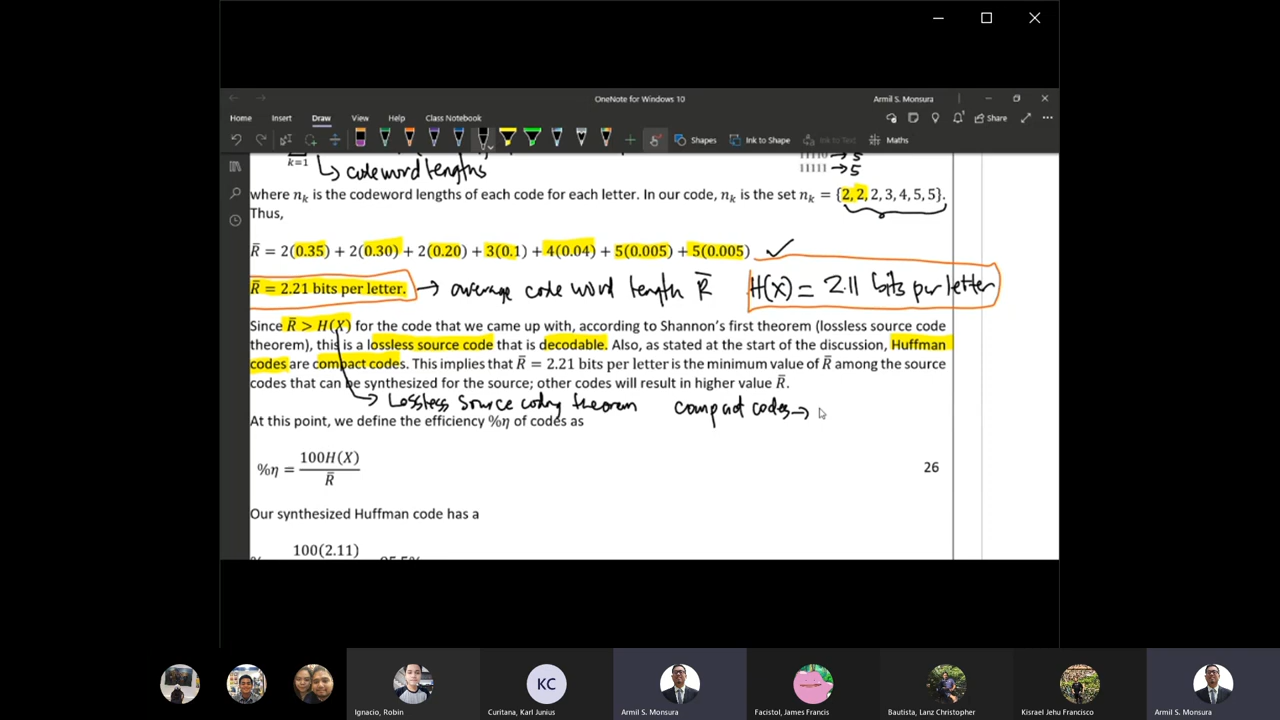 OneNote for Windows 10
Armil S. Monsura
Home Insert Draw View Help Class Notebook
Share
Shapes Ink to Shape Ink to Text Maths
k=1
codeword lengths
11110 → 5
11111 → 5
where nₖ is the codeword lengths of each code for each letter. In our code, nₖ is the set nₖ = {2, 2, 2, 3, 4, 5, 5}.
Thus,
R̄ = 2(0.35) + 2(0.30) + 2(0.20) + 3(0.1) + 4(0.04) + 5(0.005) + 5(0.005) ✓
R̄ = 2.21 bits per letter. → average code word length R̄ H(X) = 2.11 bits per letter
Since R̄ > H(X) for the code that we came up with, according to Shannon's first theorem (lossless source code
theorem), this is a lossless source code that is decodable. Also, as stated at the start of the discussion, Huffman
codes are compact codes. This implies that R̄ = 2.21 bits per letter is the minimum value of R̄ among the source
codes that can be synthesized for the source; other codes will result in higher value R̄.
Lossless source coding theorem compact codes →
At this point, we define the efficiency %η of codes as
%η = 100H(X) / R̄
26
Our synthesized Huffman code has a
100(2.11)
KC
Ignacio, Robin
Curitana, Karl Junius
Armil S. Monsura
Facistol, James Francis
Bautista, Lanz Christopher
Kisrael Jehu Francisco
Armil S. Monsura